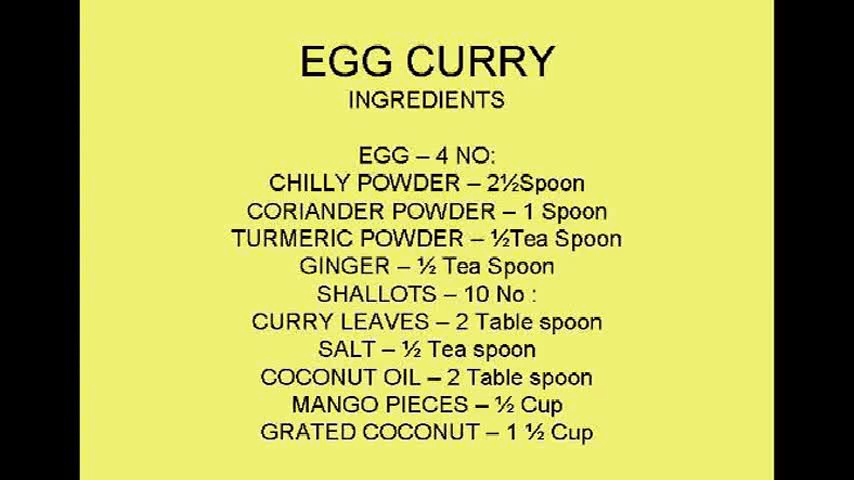 EGG CURRY
INGREDIENTS
EGG – 4 NO:
CHILLY POWDER – 2½Spoon
CORIANDER POWDER – 1 Spoon
TURMERIC POWDER – ½Tea Spoon
GINGER – ½ Tea Spoon
SHALLOTS – 10 No :
CURRY LEAVES – 2 Table spoon
SALT – ½ Tea spoon
COCONUT OIL – 2 Table spoon
MANGO PIECES – ½ Cup
GRATED COCONUT – 1 ½ Cup